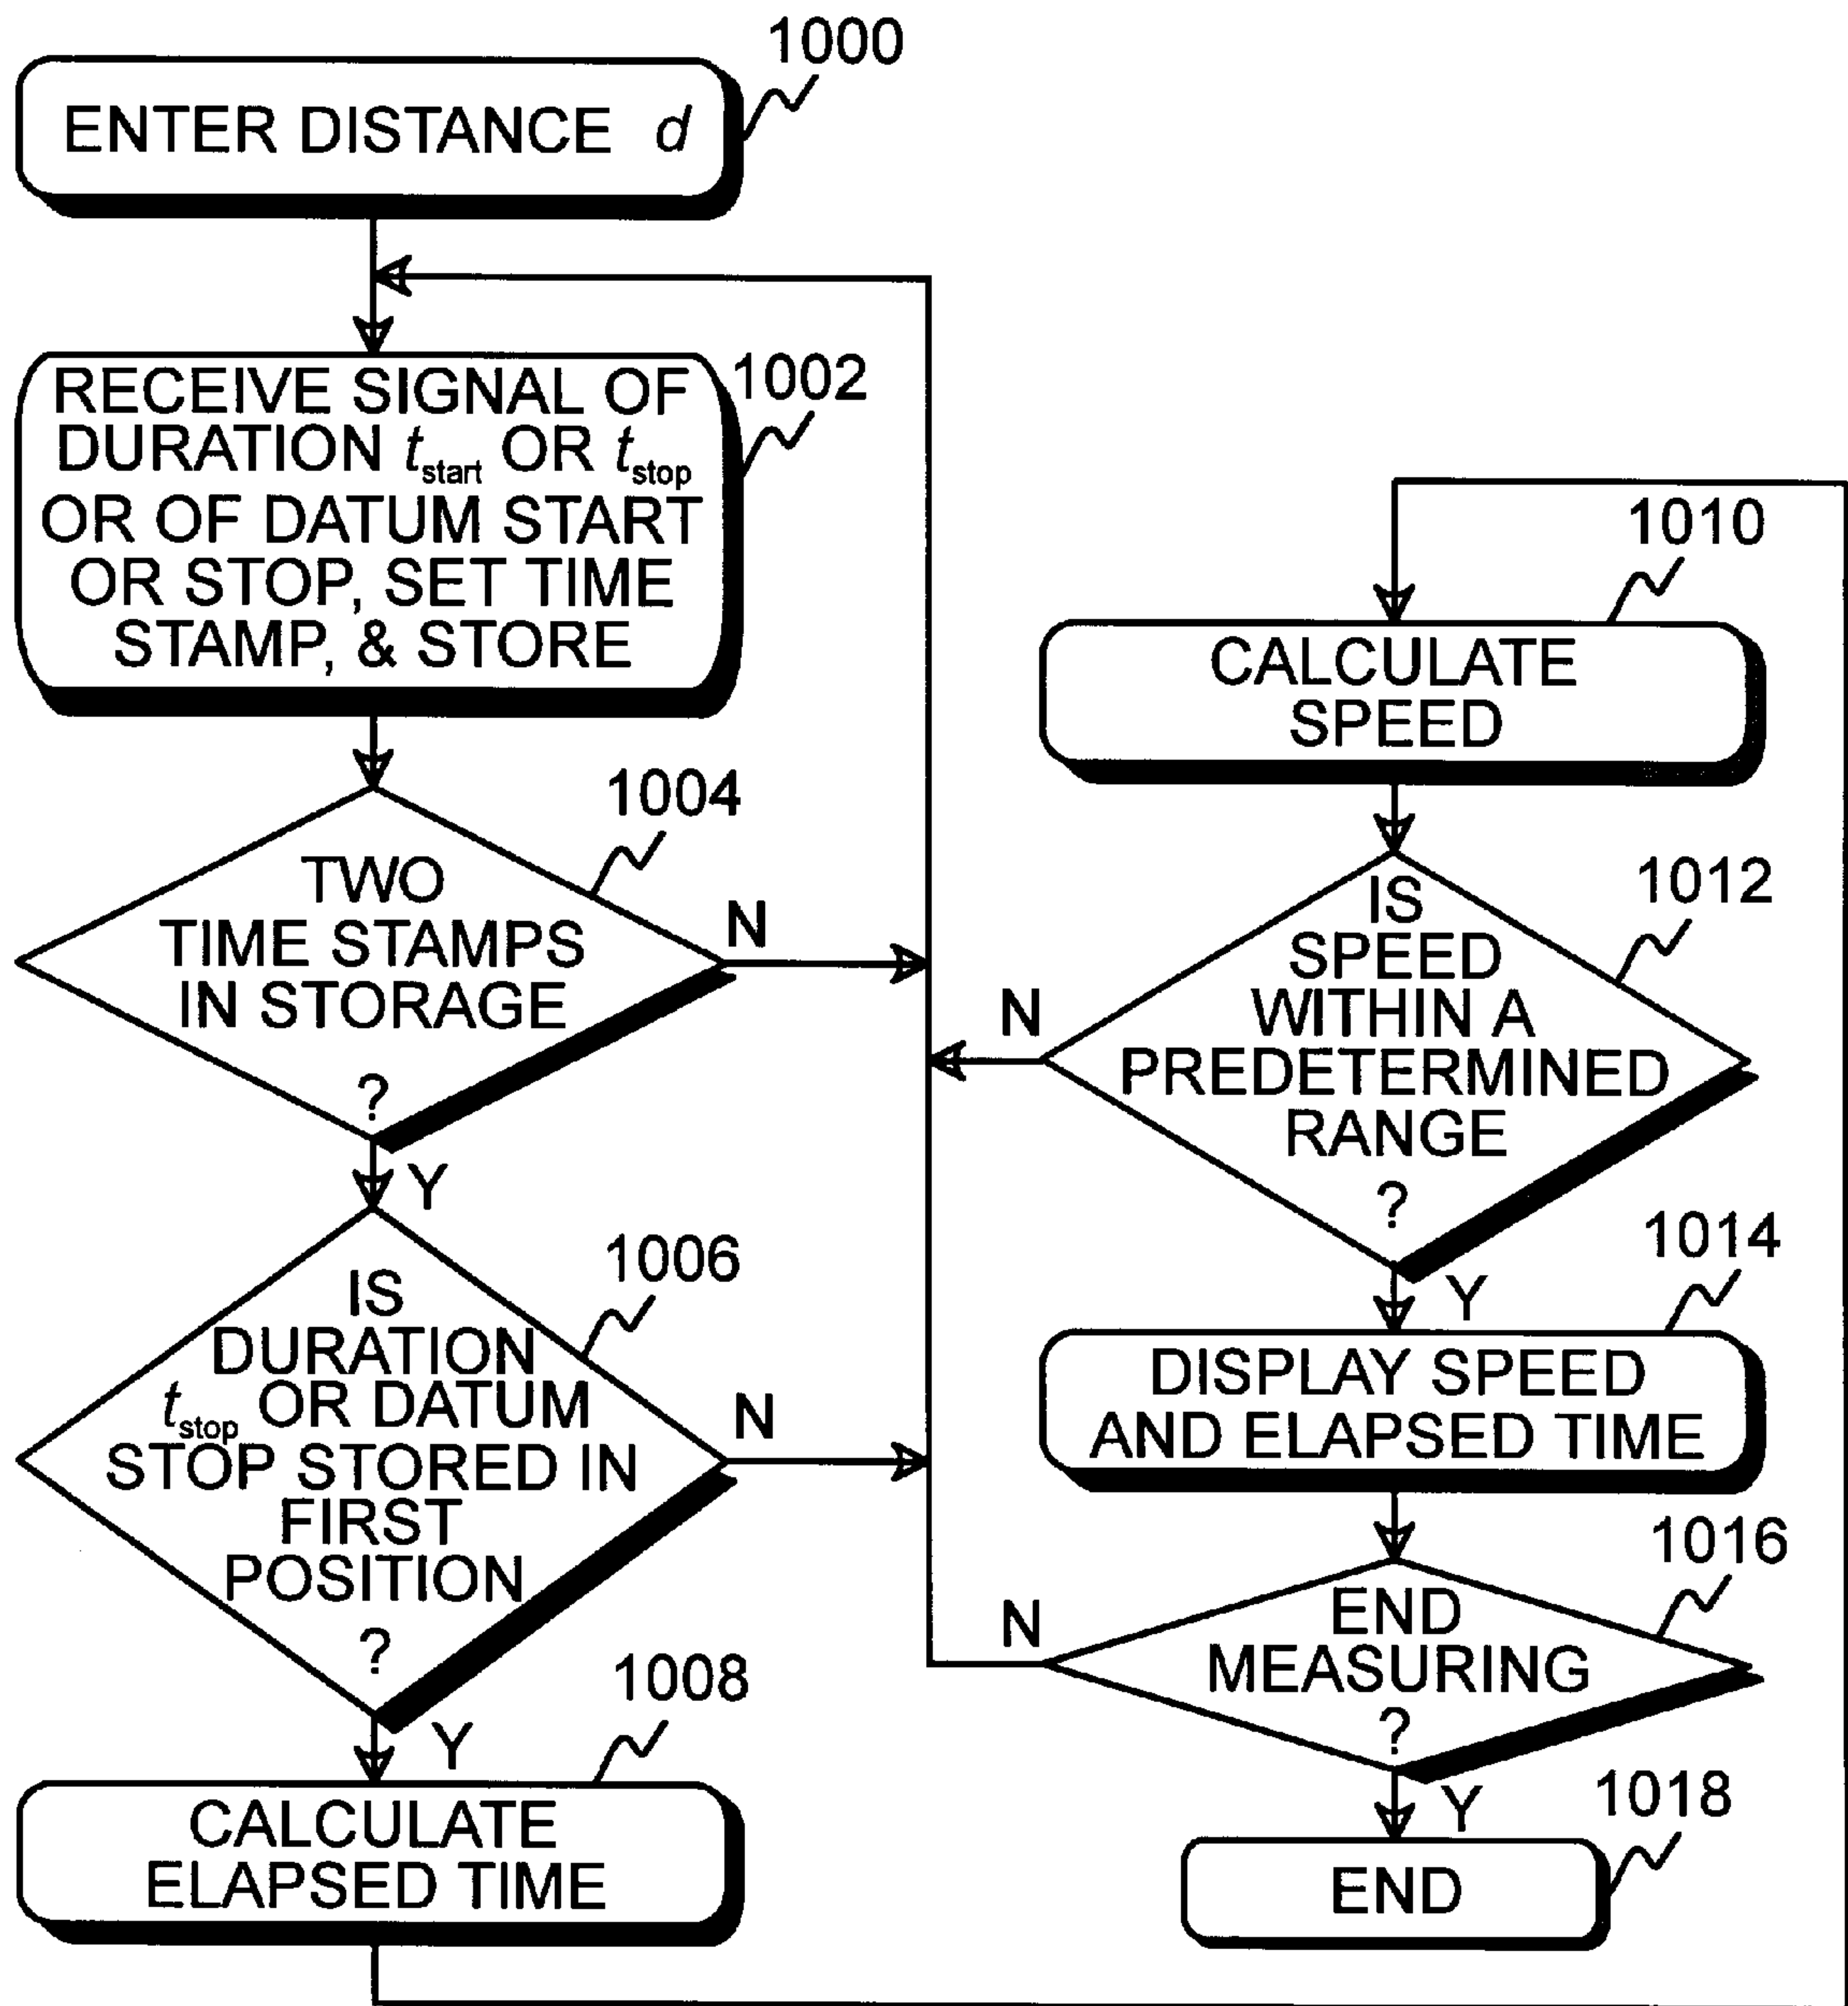 1000
ENTER DISTANCE d
1002
RECEIVE SIGNAL OF
DURATION tstart OR tstop
OR OF DATUM START
OR STOP, SET TIME
STAMP, & STORE
1004
TWO
TIME STAMPS
IN STORAGE
?
N
Y
1006
IS
DURATION
tstop OR DATUM
STOP STORED IN
FIRST
POSITION
?
N
Y
1008
CALCULATE
ELAPSED TIME
1010
CALCULATE
SPEED
1012
IS
SPEED
WITHIN A
PREDETERMINED
RANGE
?
N
Y
1014
DISPLAY SPEED
AND ELAPSED TIME
1016
END
MEASURING
?
N
Y
1018
END